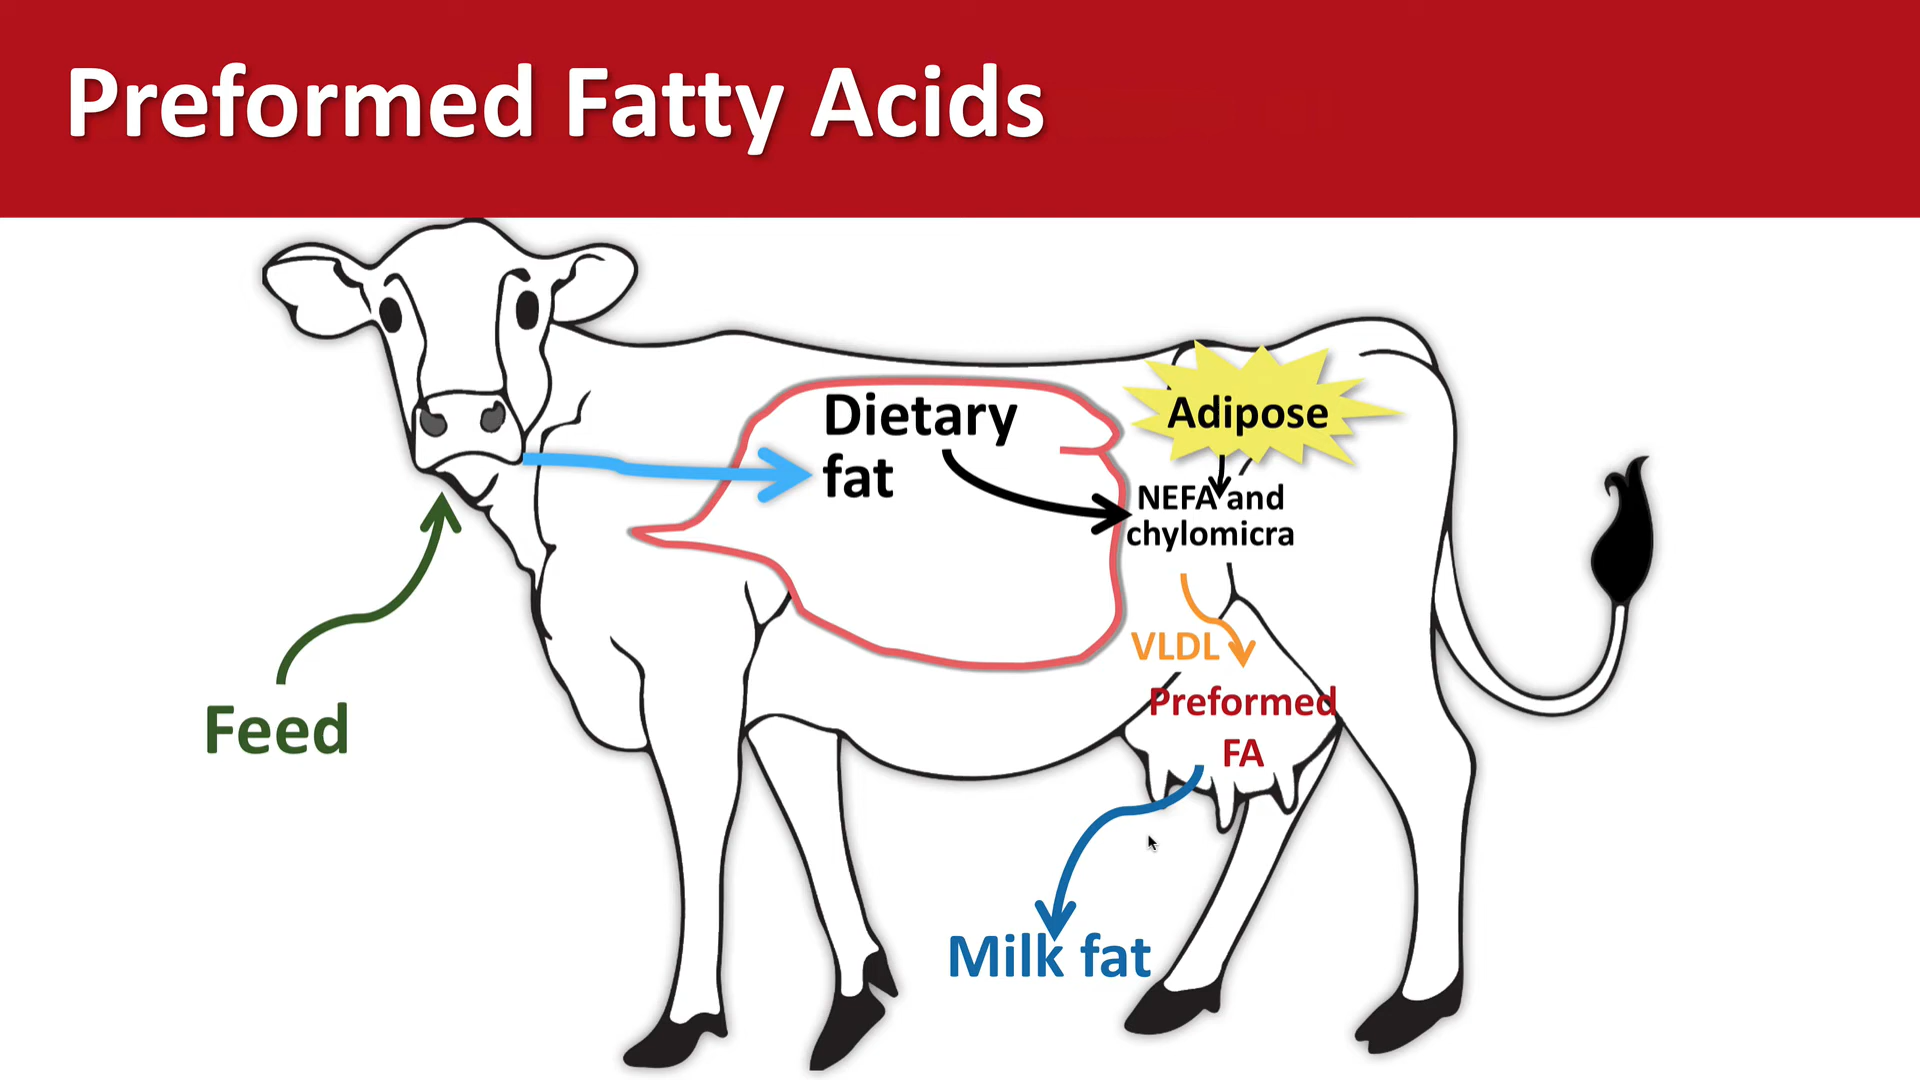 Preformed Fatty Acids
Dietary
fat
Adipose
NEFA and
chylomicra
VLDL
Preformed
FA
Feed
Milk fat